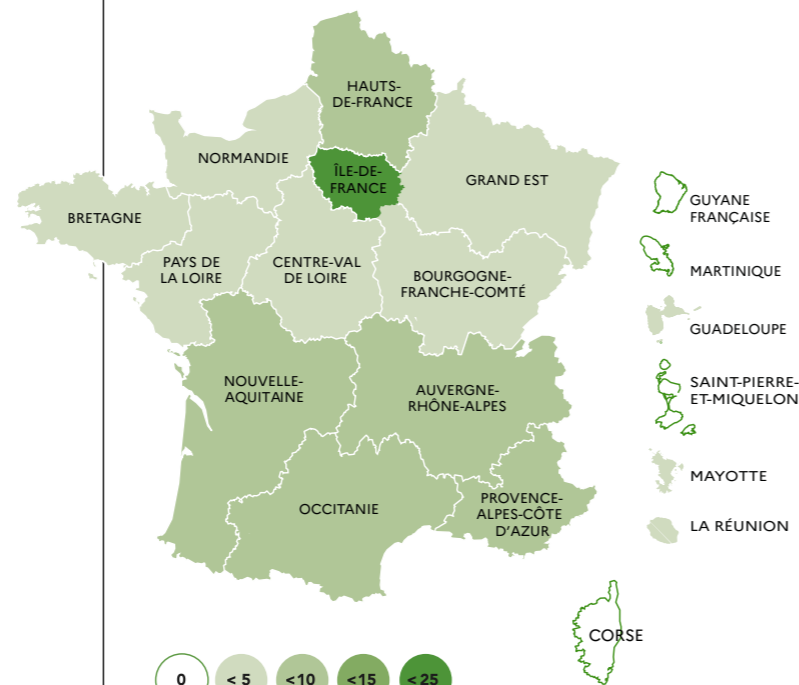 HAUTS-
DE-FRANCE
NORMANDIE
ÎLE-DE-
FRANCE
GRAND EST
BRETAGNE
PAYS DE
LA LOIRE
CENTRE-VAL
DE LOIRE
BOURGOGNE-
FRANCHE-COMTÉ
NOUVELLE-
AQUITAINE
AUVERGNE-
RHÔNE-ALPES
OCCITANIE
PROVENCE-
ALPES-CÔTE
D’AZUR
GUYANE
FRANÇAISE
MARTINIQUE
GUADELOUPE
SAINT-PIERRE-
ET-MIQUELON
MAYOTTE
LA RÉUNION
CORSE
0 < 5 <10 <15 < 25